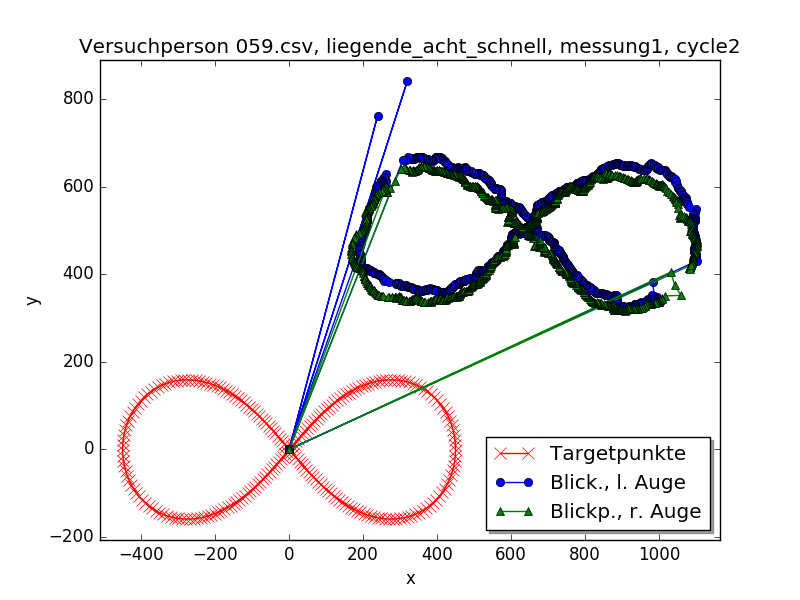 Versuchperson 059.csv, liegende_acht_schnell, messung1, cycle2
800
600
400
200
0
−200
y
−400
−200
0
200
400
600
800
1000
x
Targetpunkte
Blick., l. Auge
Blickp., r. Auge